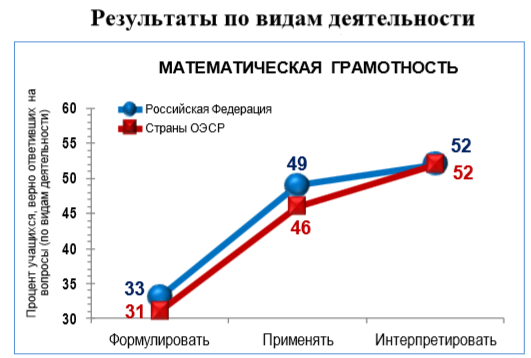 Результаты по видам деятельности
МАТЕМАТИЧЕСКАЯ ГРАМОТНОСТЬ
Процент учащихся, верно ответивших на
вопросы (по видам деятельности)
60
55
50
45
40
35
30
Российская Федерация
Страны ОЭСР
33
31
49
46
52
52
Формулировать
Применять
Интерпретировать